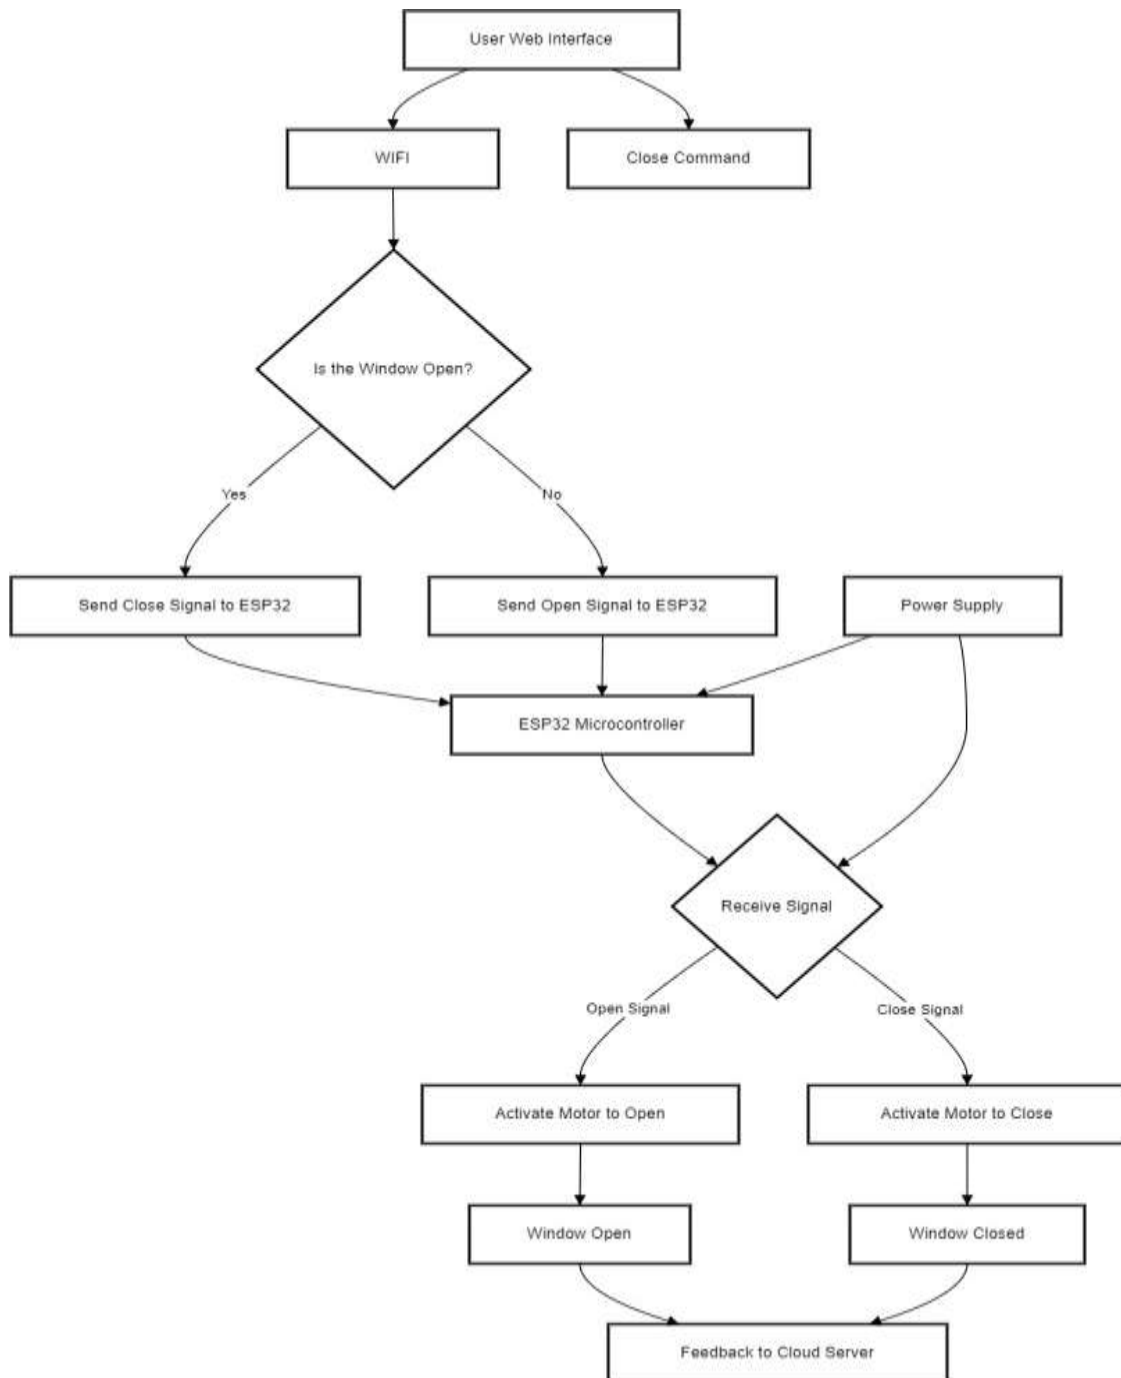 User Web Interface
WIFI
Close Command
Is the Window Open?
Yes
No
Send Close Signal to ESP32
Send Open Signal to ESP32
Power Supply
ESP32 Microcontroller
Receive Signal
Open Signal
Close Signal
Activate Motor to Open
Activate Motor to Close
Window Open
Window Closed
Feedback to Cloud Server